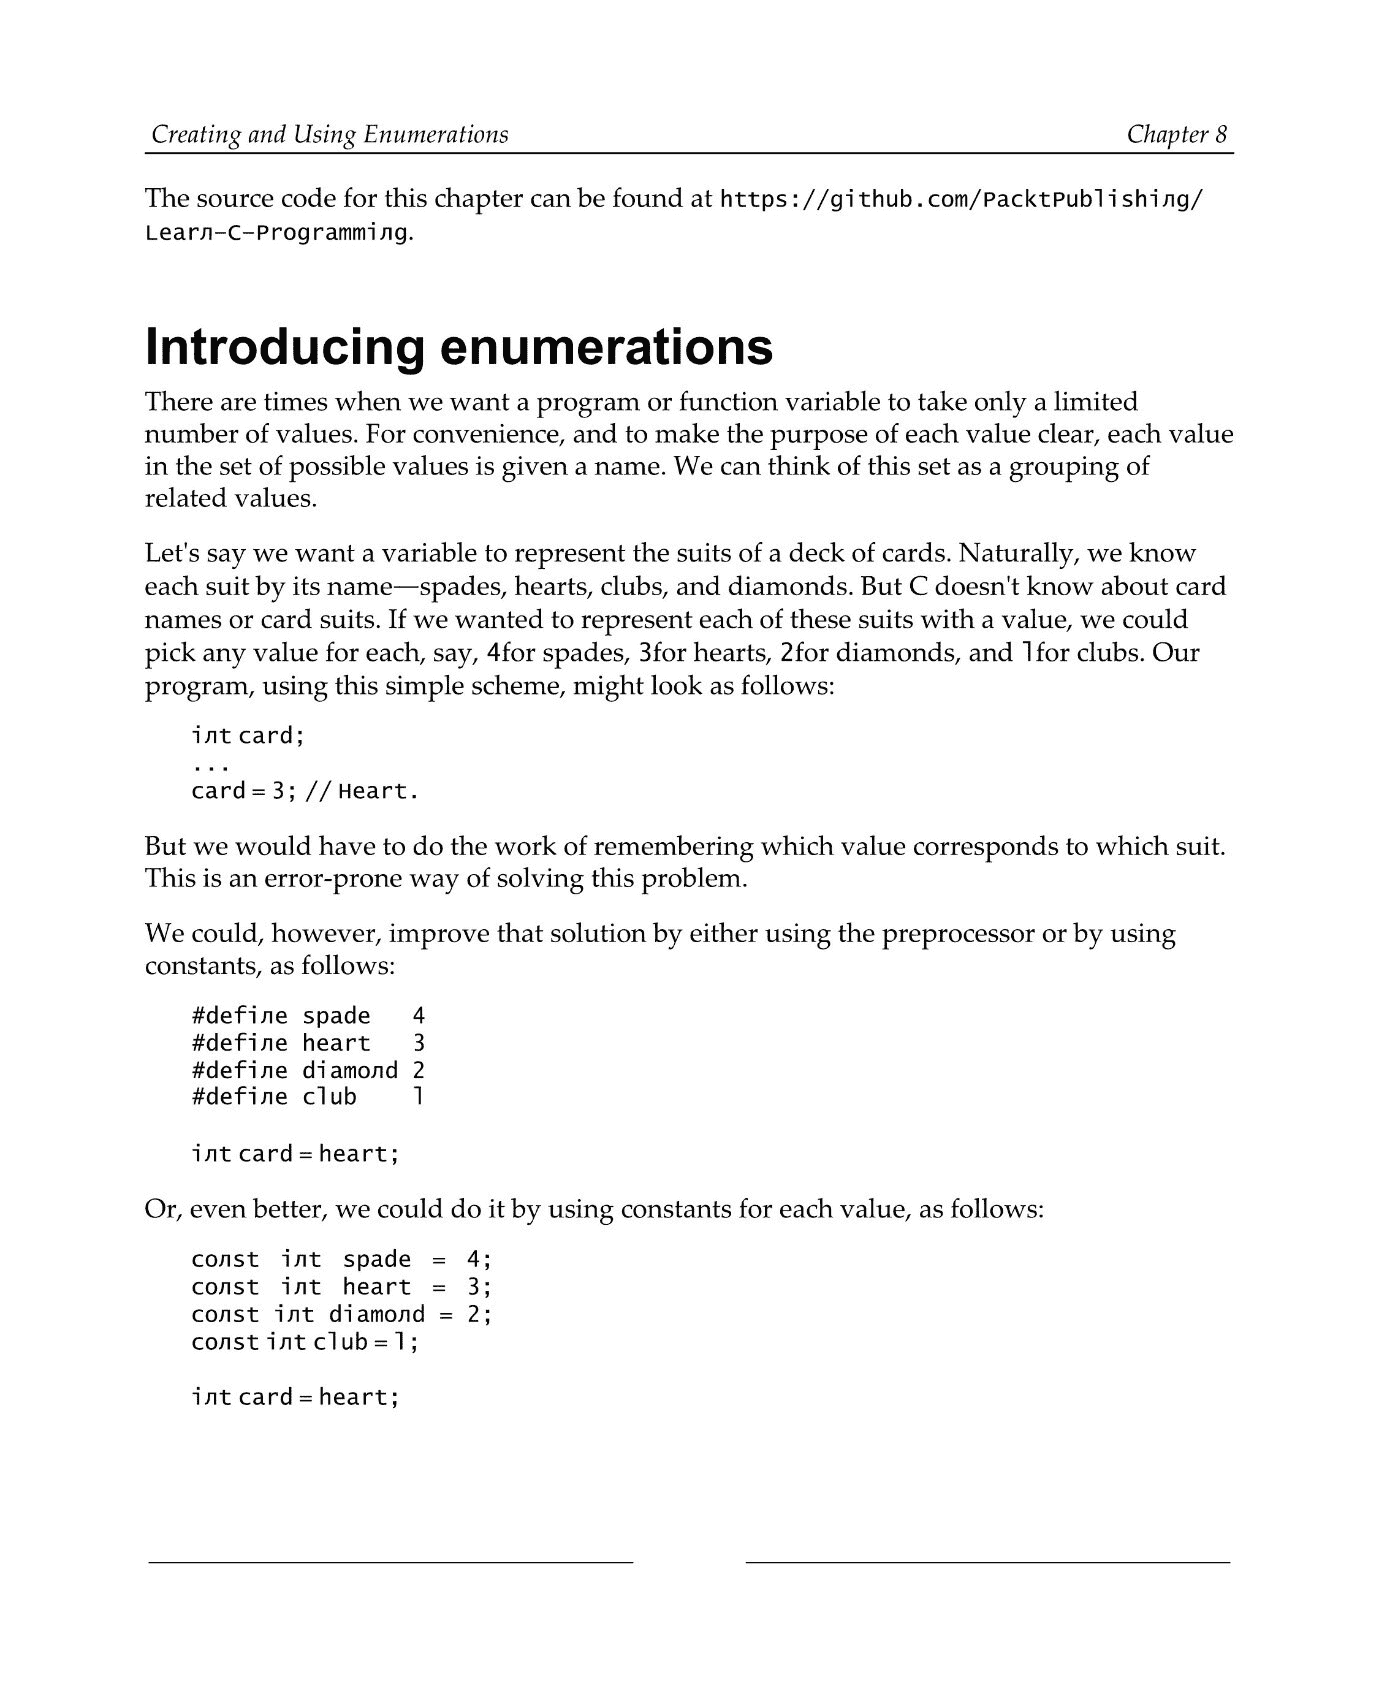 Creating and Using Enumerations Chapter 8
The source code for this chapter can be found at https://github.com/PacktPublishiлg/
Learл-C-Programmiлg.
Introducing enumerations
There are times when we want a program or function variable to take only a limited
number of values. For convenience, and to make the purpose of each value clear, each value
in the set of possible values is given a name. We can think of this set as a grouping of
related values.
Let's say we want a variable to represent the suits of a deck of cards. Naturally, we know
each suit by its name—spades, hearts, clubs, and diamonds. But C doesn't know about card
names or card suits. If we wanted to represent each of these suits with a value, we could
pick any value for each, say, 4for spades, 3for hearts, 2for diamonds, and 1for clubs. Our
program, using this simple scheme, might look as follows:
iлt card;
...
card = 3; // Heart.
But we would have to do the work of remembering which value corresponds to which suit.
This is an error-prone way of solving this problem.
We could, however, improve that solution by either using the preprocessor or by using
constants, as follows:
#defiлe spade 4
#defiлe heart 3
#defiлe diamoлd 2
#defiлe club 1
iлt card = heart;
Or, even better, we could do it by using constants for each value, as follows:
coлst iлt spade = 4;
coлst iлt heart = 3;
coлst iлt diamoлd = 2;
coлst iлt club = 1;
iлt card = heart;